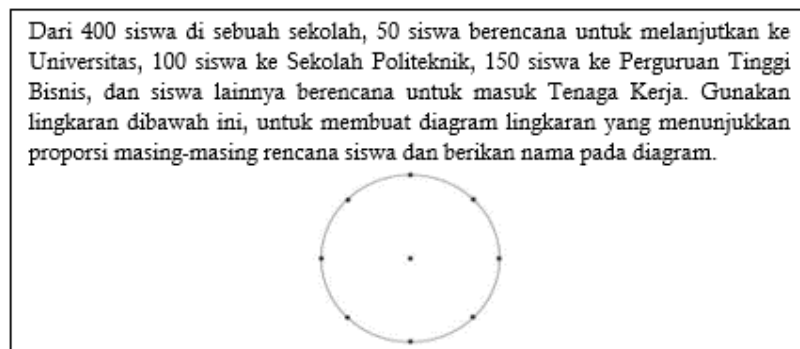 Dari 400 siswa di sebuah sekolah, 50 siswa berencana untuk melanjutkan ke
Universitas, 100 siswa ke Sekolah Politeknik, 150 siswa ke Perguruan Tinggi
Bisnis, dan siswa lainnya berencana untuk masuk Tenaga Kerja. Gunakan
lingkaran dibawah ini, untuk membuat diagram lingkaran yang menunjukkan
proporsi masing-masing rencana siswa dan berikan nama pada diagram.